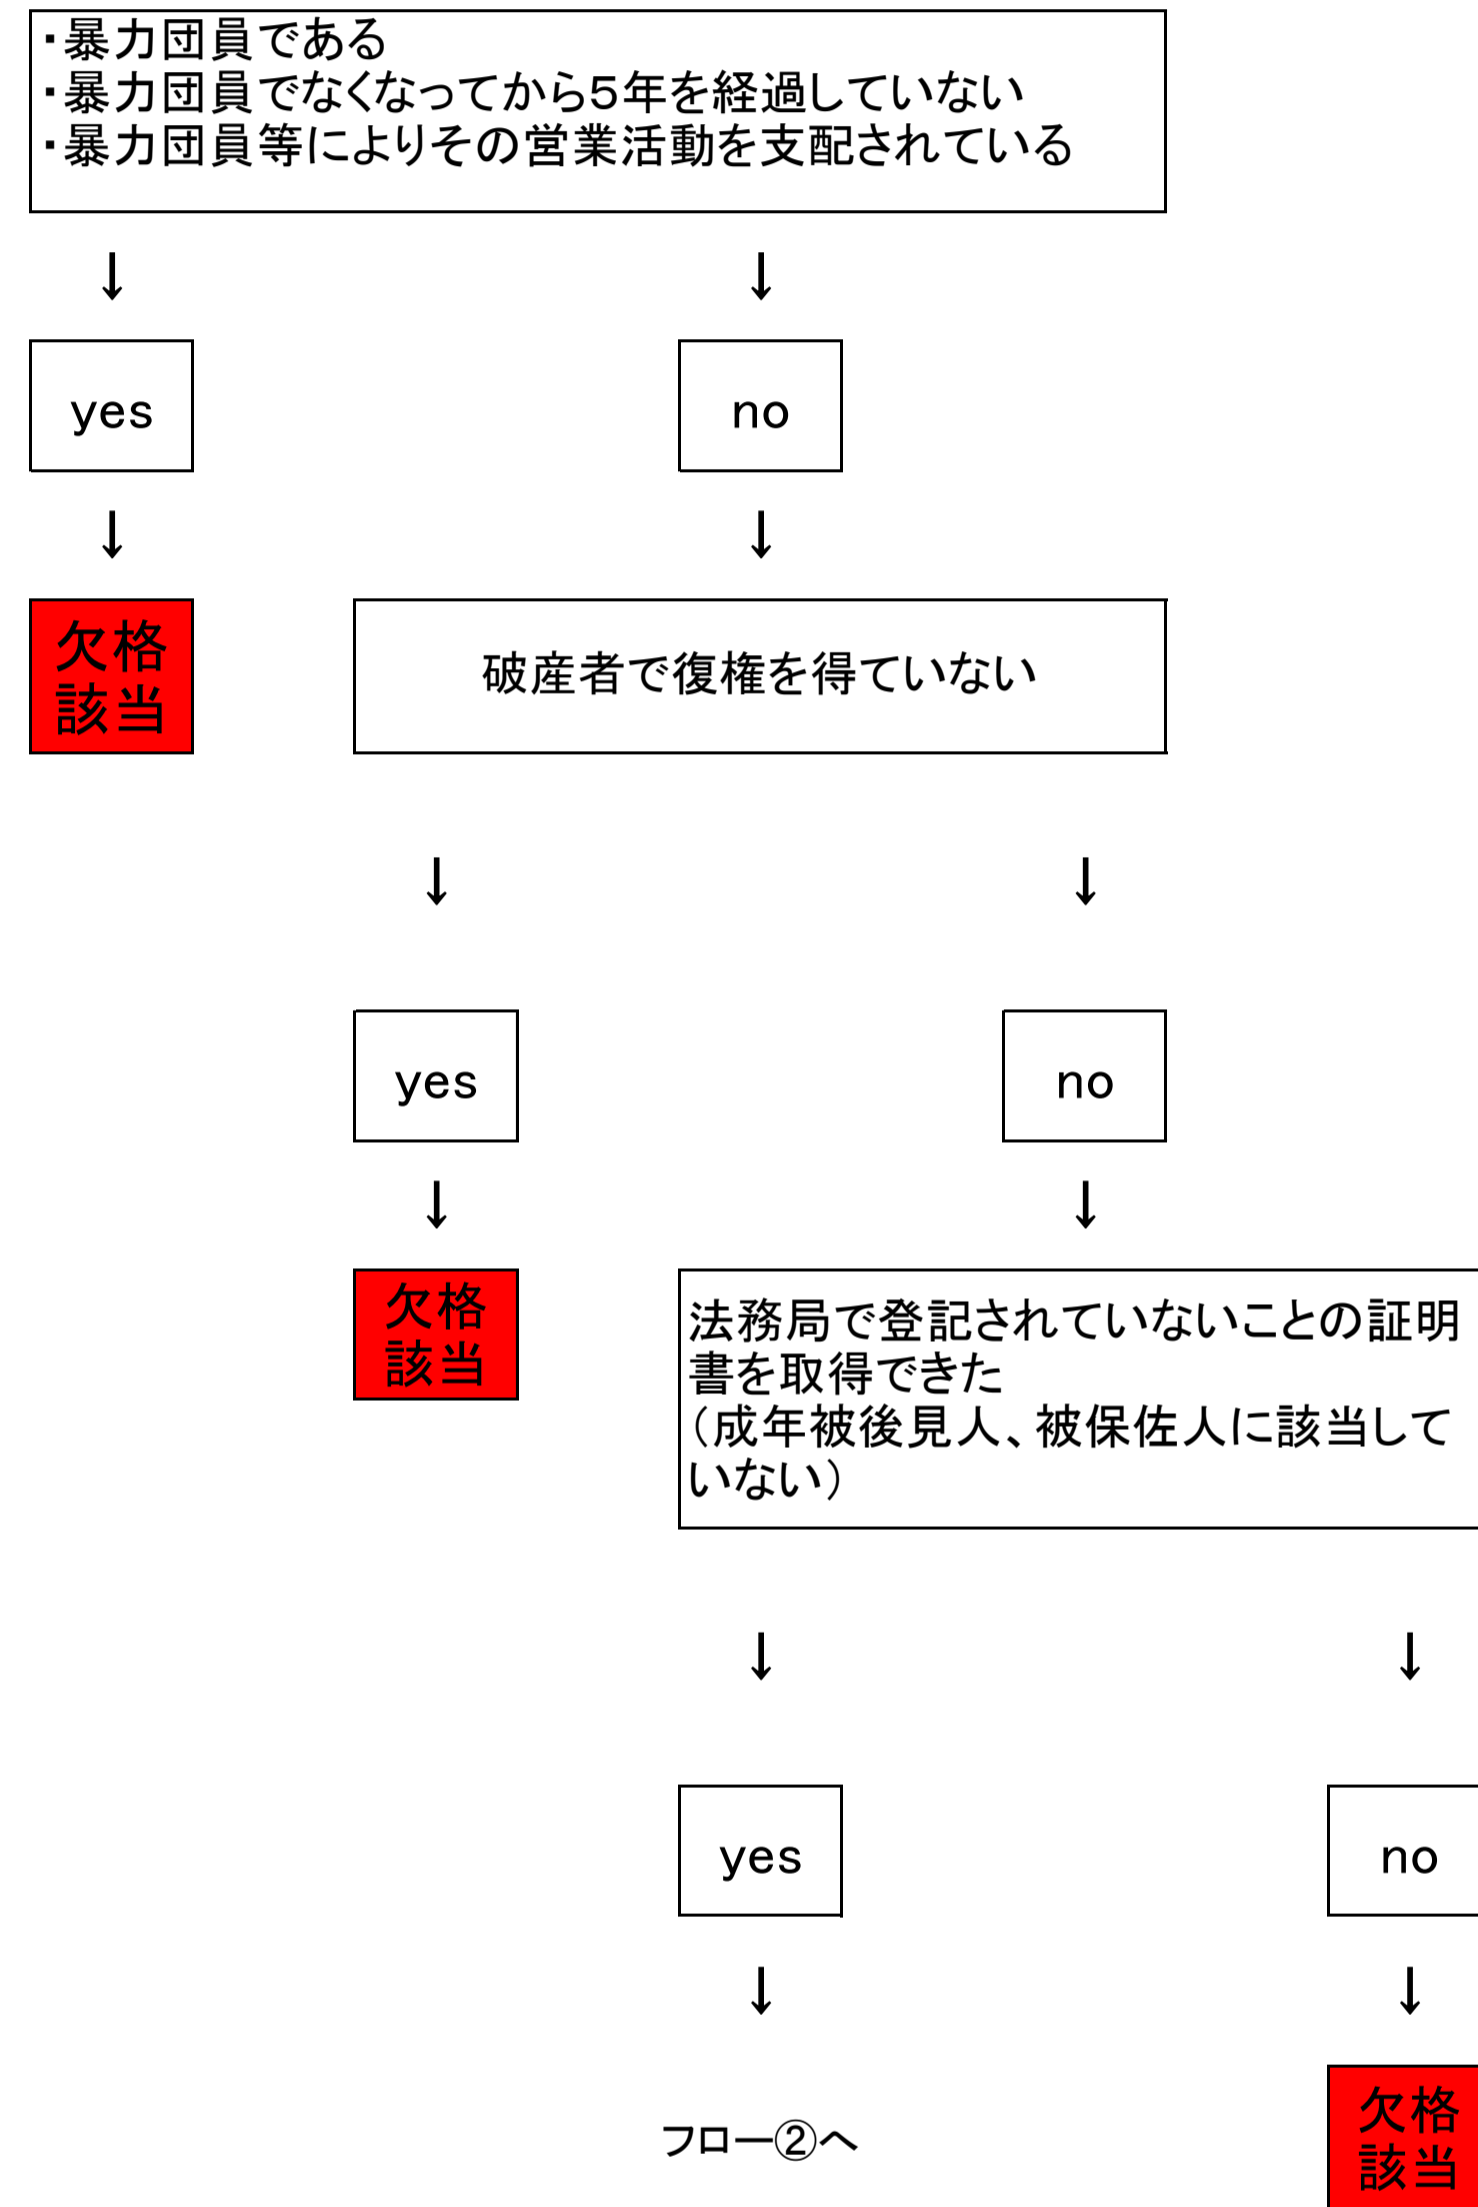 ・暴力団員である
・暴力団員でなくなってから5年を経過していない
・暴力団員等によりその営業活動を支配されている
↓ ↓
yes no
↓ ↓
欠格
該当
破産者で復権を得ていない
↓ ↓
yes no
↓ ↓
欠格
該当
法務局で登記されていないことの証明
書を取得できた
（成年被後見人、被保佐人に該当して
いない）
↓ ↓
yes no
↓ ↓
フロー②へ
欠格
該当